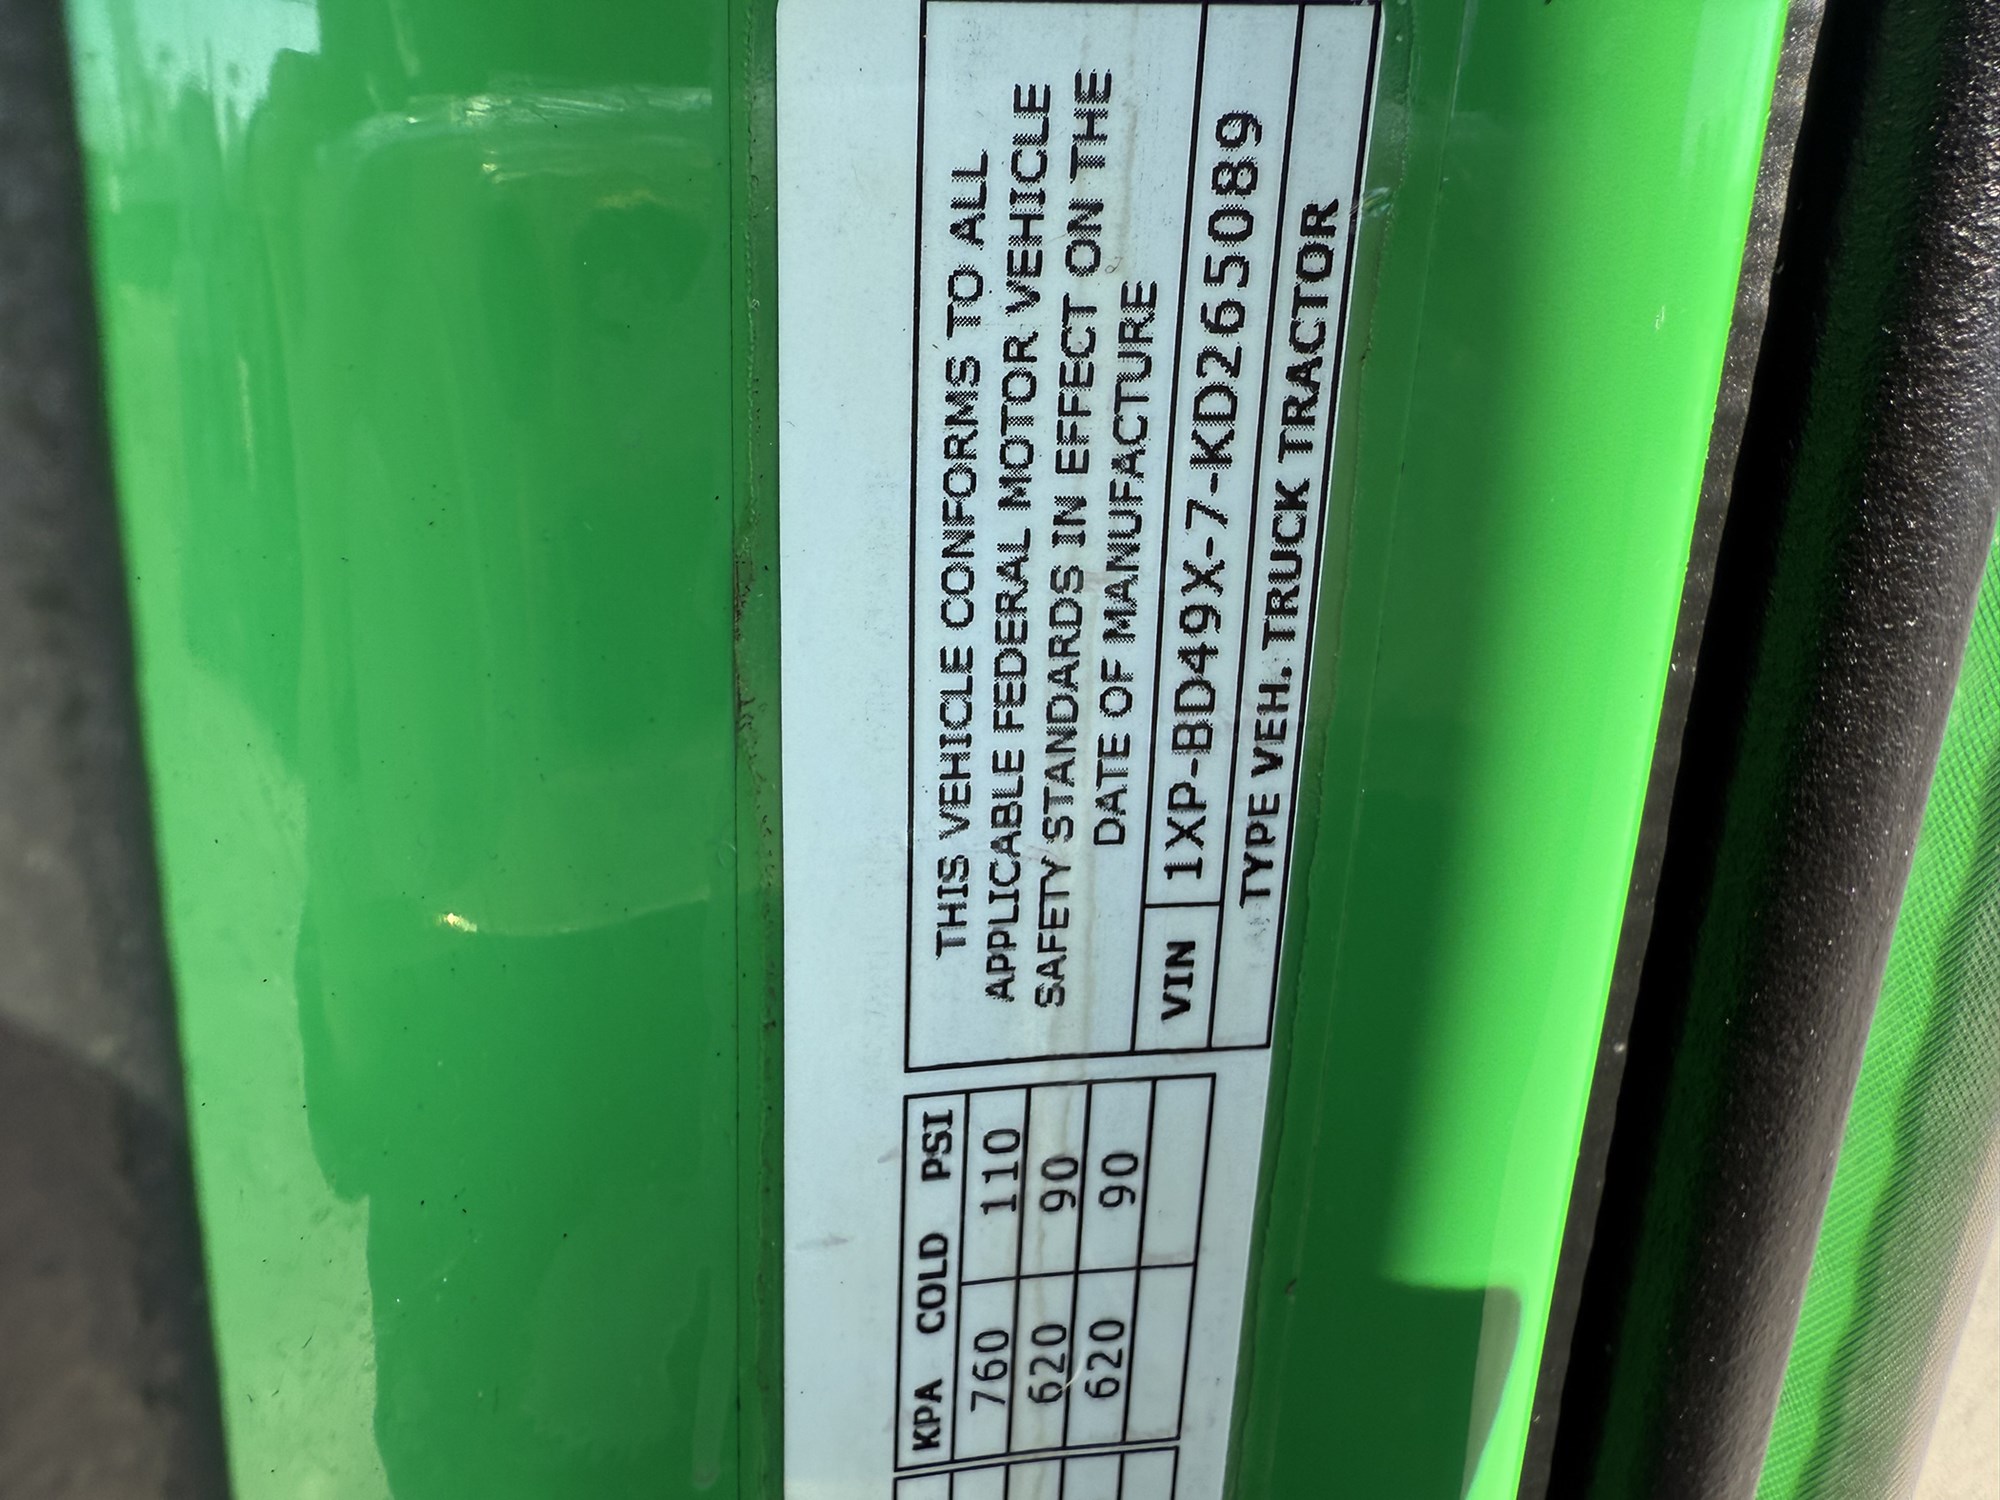 KPA COLD PSI
760 110
620 90
620 90
THIS VEHICLE CONFORMS TO ALL
APPLICABLE FEDERAL MOTOR VEHICLE
SAFETY STANDARDS IN EFFECT ON THE
DATE OF MANUFACTURE
VIN 1XP-BD49X-7-KD265089
TYPE VEH. TRUCK TRACTOR